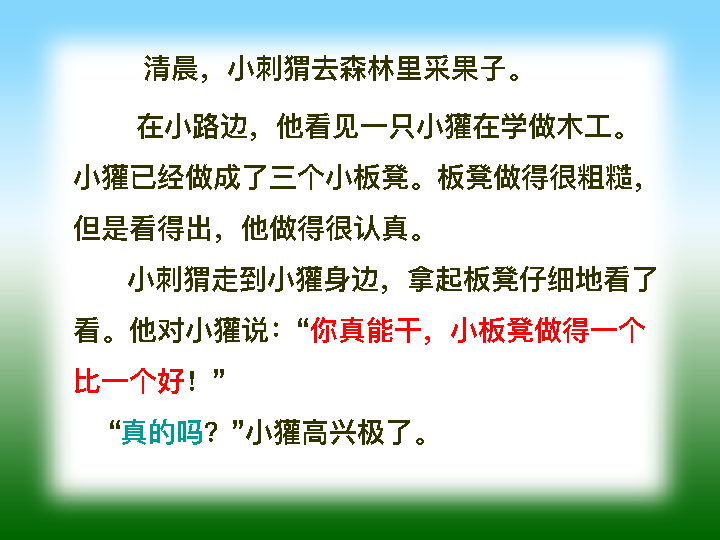 清晨，小刺猬去森林里采果子。
在小路边，他看见一只小獾在学做木工。
小獾已经做成了三个小板凳。板凳做得很粗糙，
但是看得出，他做得很认真。
小刺猬走到小獾身边，拿起板凳仔细地看了
看。他对小獾说：“你真能干，小板凳做得一个
比一个好！”
“真的吗？”小獾高兴极了。